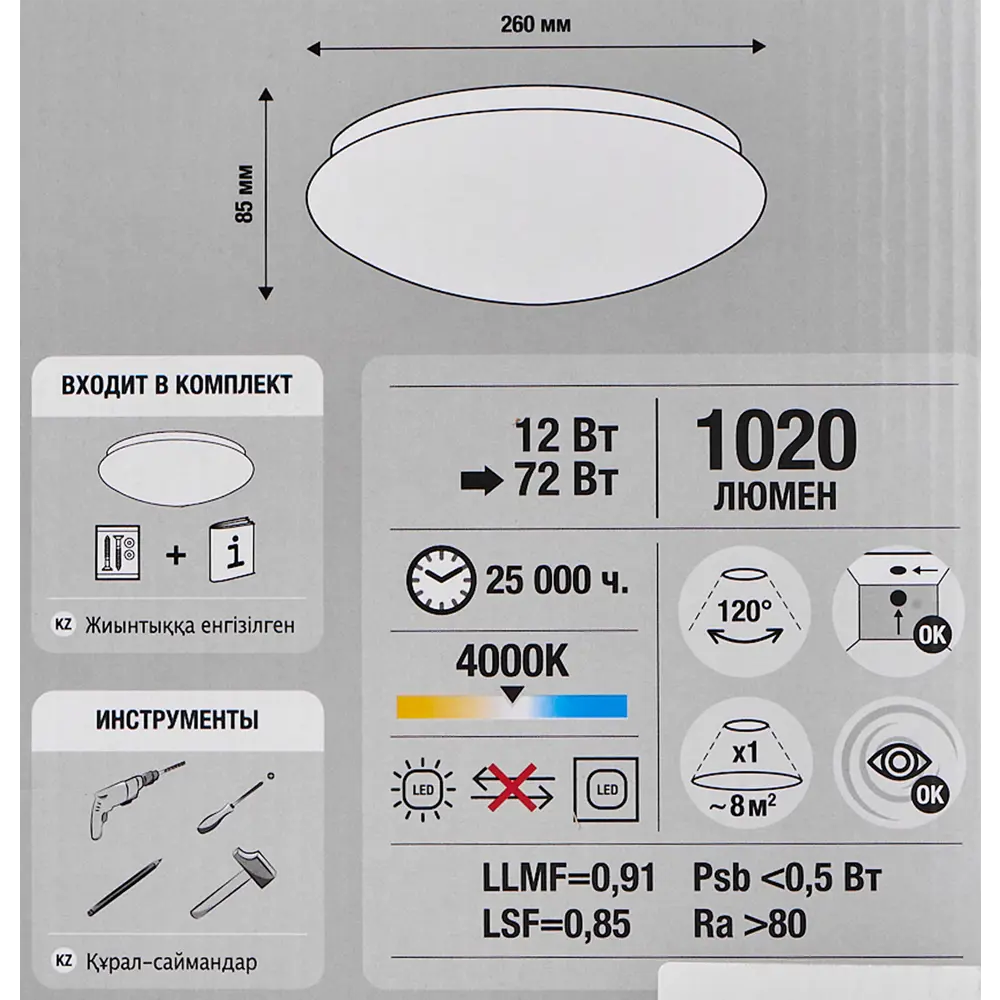 260 мм
85 мм
ВХОДИТ В КОМПЛЕКТ
+ i
KZ Жиынтыққа енгізілген
ИНСТРУМЕНТЫ
KZ Құрал-саймандар
12 Вт
72 Вт
1020
ЛЮМЕН
25 000 ч.
4000K
LED
LED
120°
OK
x1
~8м²
OK
LLMF=0,91
LSF=0,85
Psb <0,5 Вт
Ra >80